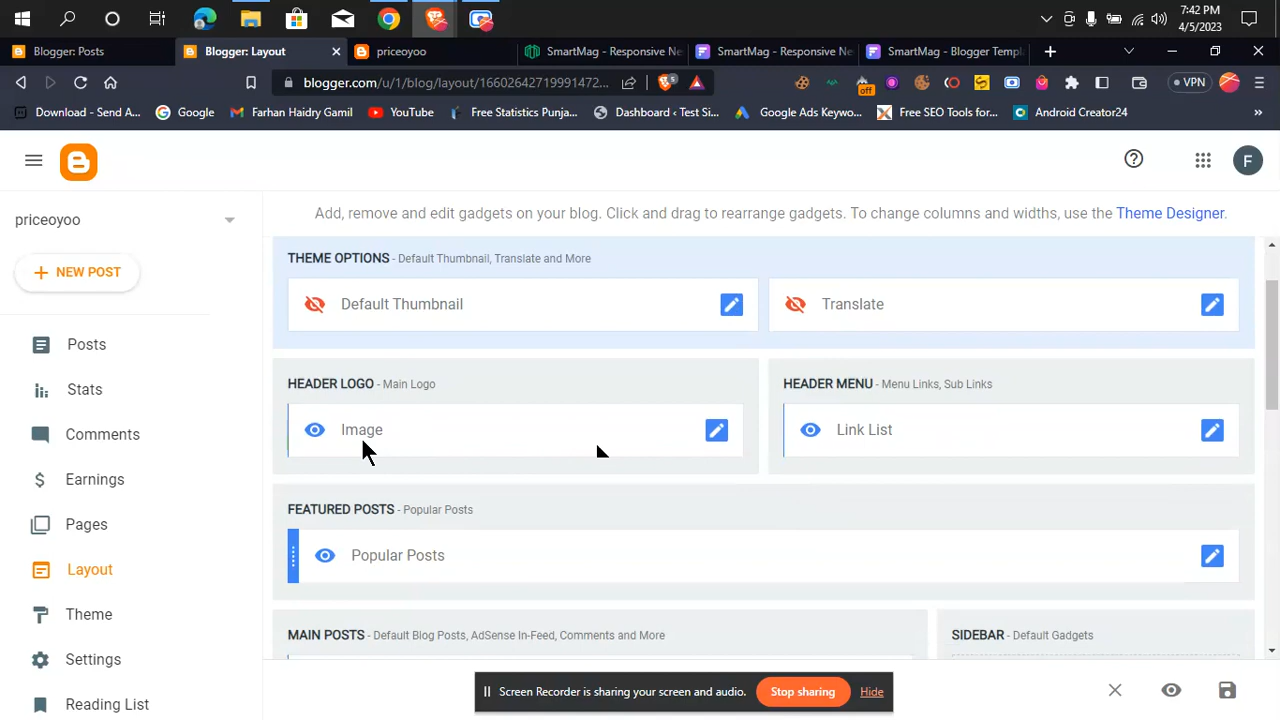 7:42 PM
4/5/2023
Blogger: Posts
Blogger: Layout
priceoyoo
SmartMag - Responsive Ne
SmartMag - Responsive Ne
SmartMag - Blogger Templ
blogger.com/u/1/blog/layout/16602642719991472...
5
off
VPN
Download - Send A...
Google
Farhan Haidry Gamil
YouTube
Free Statistics Punja...
Dashboard ‹ Test Si...
Google Ads Keywo...
Free SEO Tools for...
Android Creator24
»
F
priceoyoo
Add, remove and edit gadgets on your blog. Click and drag to rearrange gadgets. To change columns and widths, use the Theme Designer.
+ NEW POST
Posts
Stats
Comments
Earnings
Pages
Layout
Theme
Settings
Reading List
THEME OPTIONS - Default Thumbnail, Translate and More
Default Thumbnail
Translate
HEADER LOGO - Main Logo
HEADER MENU - Menu Links, Sub Links
Image
Link List
FEATURED POSTS - Popular Posts
Popular Posts
MAIN POSTS - Default Blog Posts, AdSense In-Feed, Comments and More
SIDEBAR - Default Gadgets
Screen Recorder is sharing your screen and audio.
Stop sharing
Hide